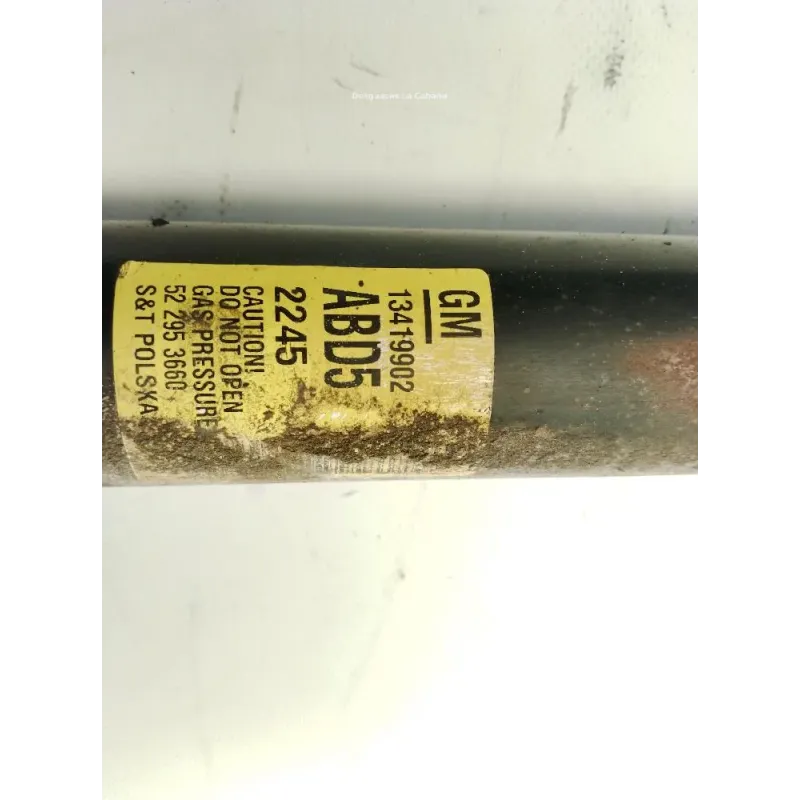 GM
13419902
ABD5
2245
CAUTION!
DO NOT OPEN
GAS PRESSURE
52 295 3660
S&T POLSKA